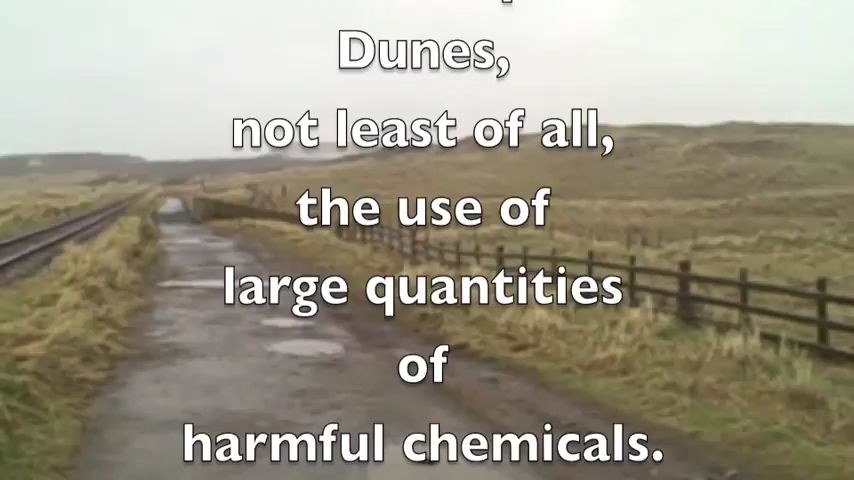 Dunes,
not least of all,
the use of
large quantities
of
harmful chemicals.